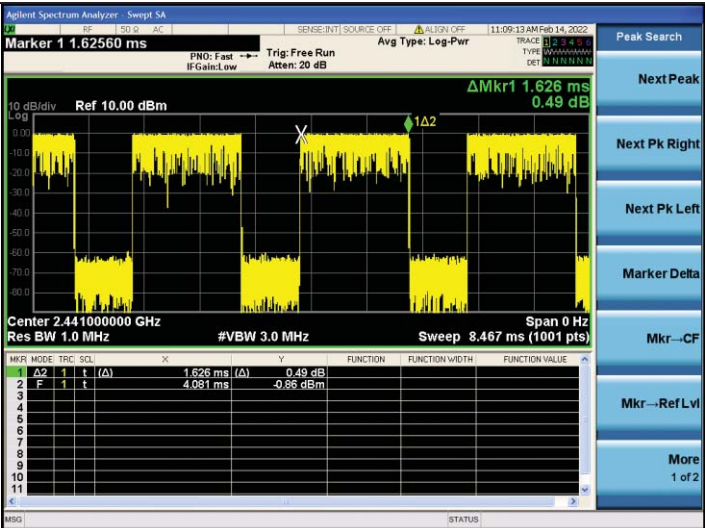 Agilent Spectrum Analyzer - Swept SA
RF 50 Ω AC SENSE:INT SOURCE OFF ALIGN OFF 11:09:13 AM Feb 14, 2022
Marker 1 1.62560 ms
PNO: Fast
IFGain:Low
Trig: Free Run
Atten: 20 dB
Avg Type: Log-Pwr
TRACE 1 2 3 4 5 6
TYPE
DET N N N N N N
Peak Search
ΔMkr1 1.626 ms
0.49 dB
10 dB/div Ref 10.00 dBm
Log
0.00
-10.0
-20.0
-30.0
-40.0
-50.0
-60.0
-70.0
-80.0
X
1Δ2
Center 2.441000000 GHz Span 0 Hz
Res BW 1.0 MHz #VBW 3.0 MHz Sweep 8.467 ms (1001 pts)
MKR MODE TRC SCL X Y FUNCTION FUNCTION WIDTH FUNCTION VALUE
1 Δ2 1 t (Δ) 1.626 ms (Δ) 0.49 dB
2 F 1 t 4.081 ms -0.86 dBm
3
4
5
6
7
8
9
10
11
MSG STATUS
Next Peak
Next Pk Right
Next Pk Left
Marker Delta
Mkr→CF
Mkr→Ref Lvl
More
1 of 2